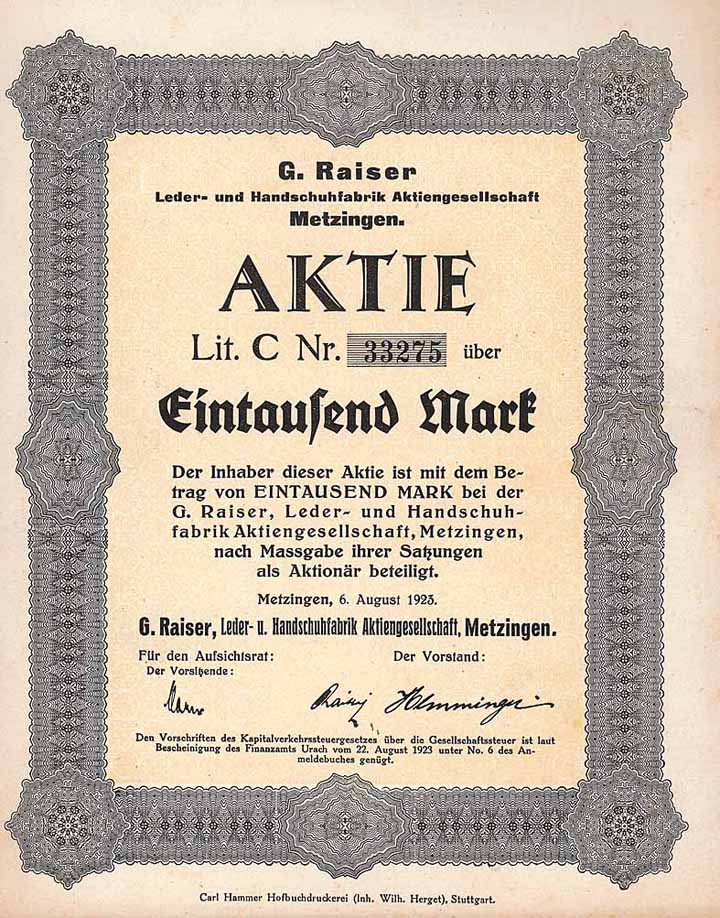 G. Raiser
Leder- und Handschuhfabrik Aktiengesellschaft
Metzingen.
AKTIE
Lit. C Nr. 33275 über
Eintauſend Mark
Der Inhaber dieser Aktie ist mit dem Be-
trag von EINTAUSEND MARK bei der
G. Raiser, Leder- und Handschuh-
fabrik Aktiengesellschaft, Metzingen,
nach Massgabe ihrer Satzungen
als Aktionär beteiligt.
Metzingen, 6. August 1923.
G. Raiser, Leder- u. Handschuhfabrik Aktiengesellschaft, Metzingen.
Für den Aufsichtsrat: Der Vorstand:
Der Vorsitzende:
Den Vorschriften des Kapitalverkehrssteuergesetzes über die Gesellschaftssteuer ist laut
Bescheinigung des Finanzamts Urach vom 22. August 1923 unter No. 6 des An-
meldebuches genügt.
Carl Hammer Hofbuchdruckerei (Inh. Wilh. Herget), Stuttgart.